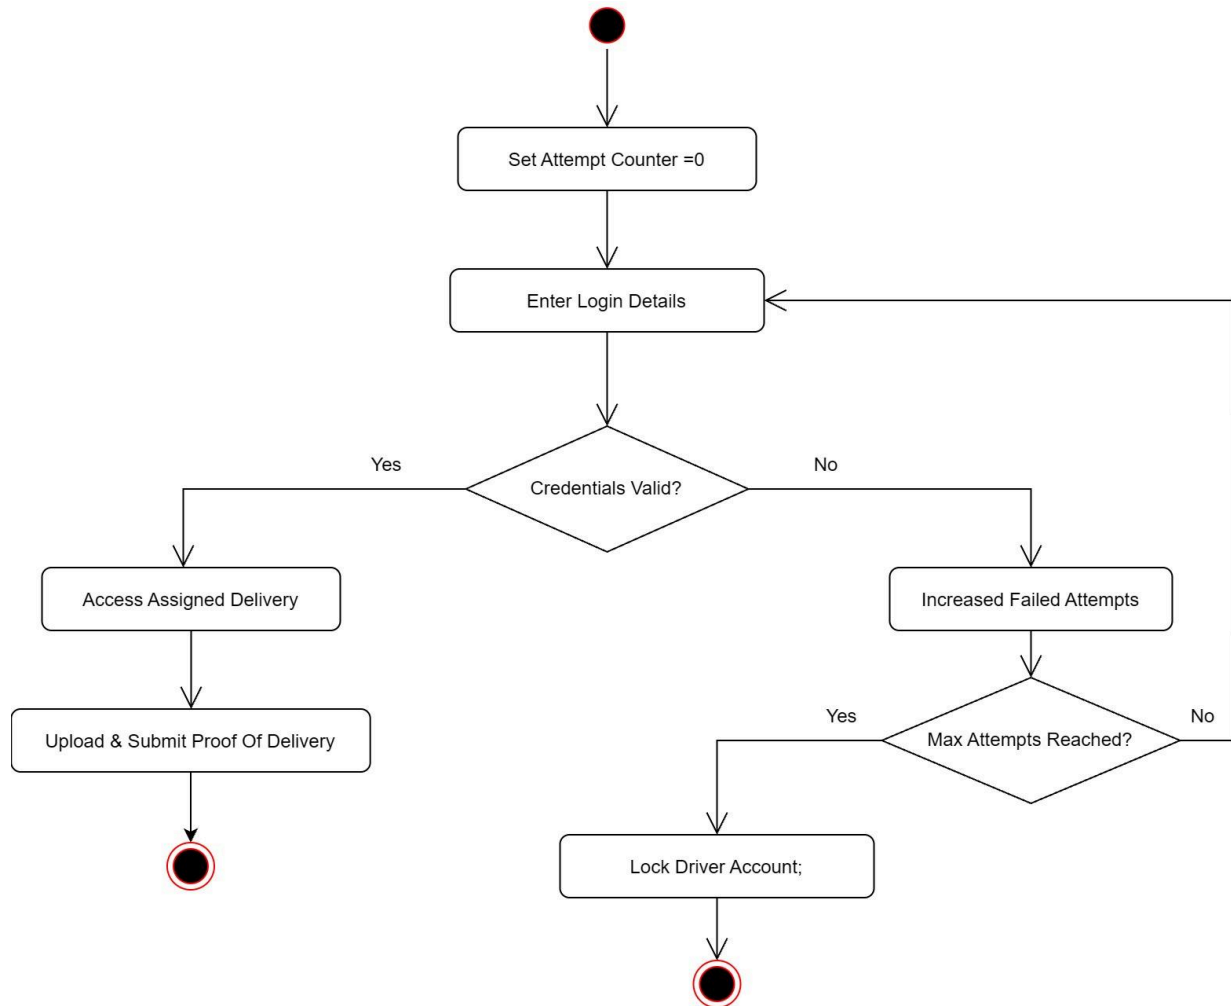 Set Attempt Counter =0
Enter Login Details
Yes
No
Credentials Valid?
Access Assigned Delivery
Increased Failed Attempts
Upload & Submit Proof Of Delivery
Yes
No
Max Attempts Reached?
Lock Driver Account;